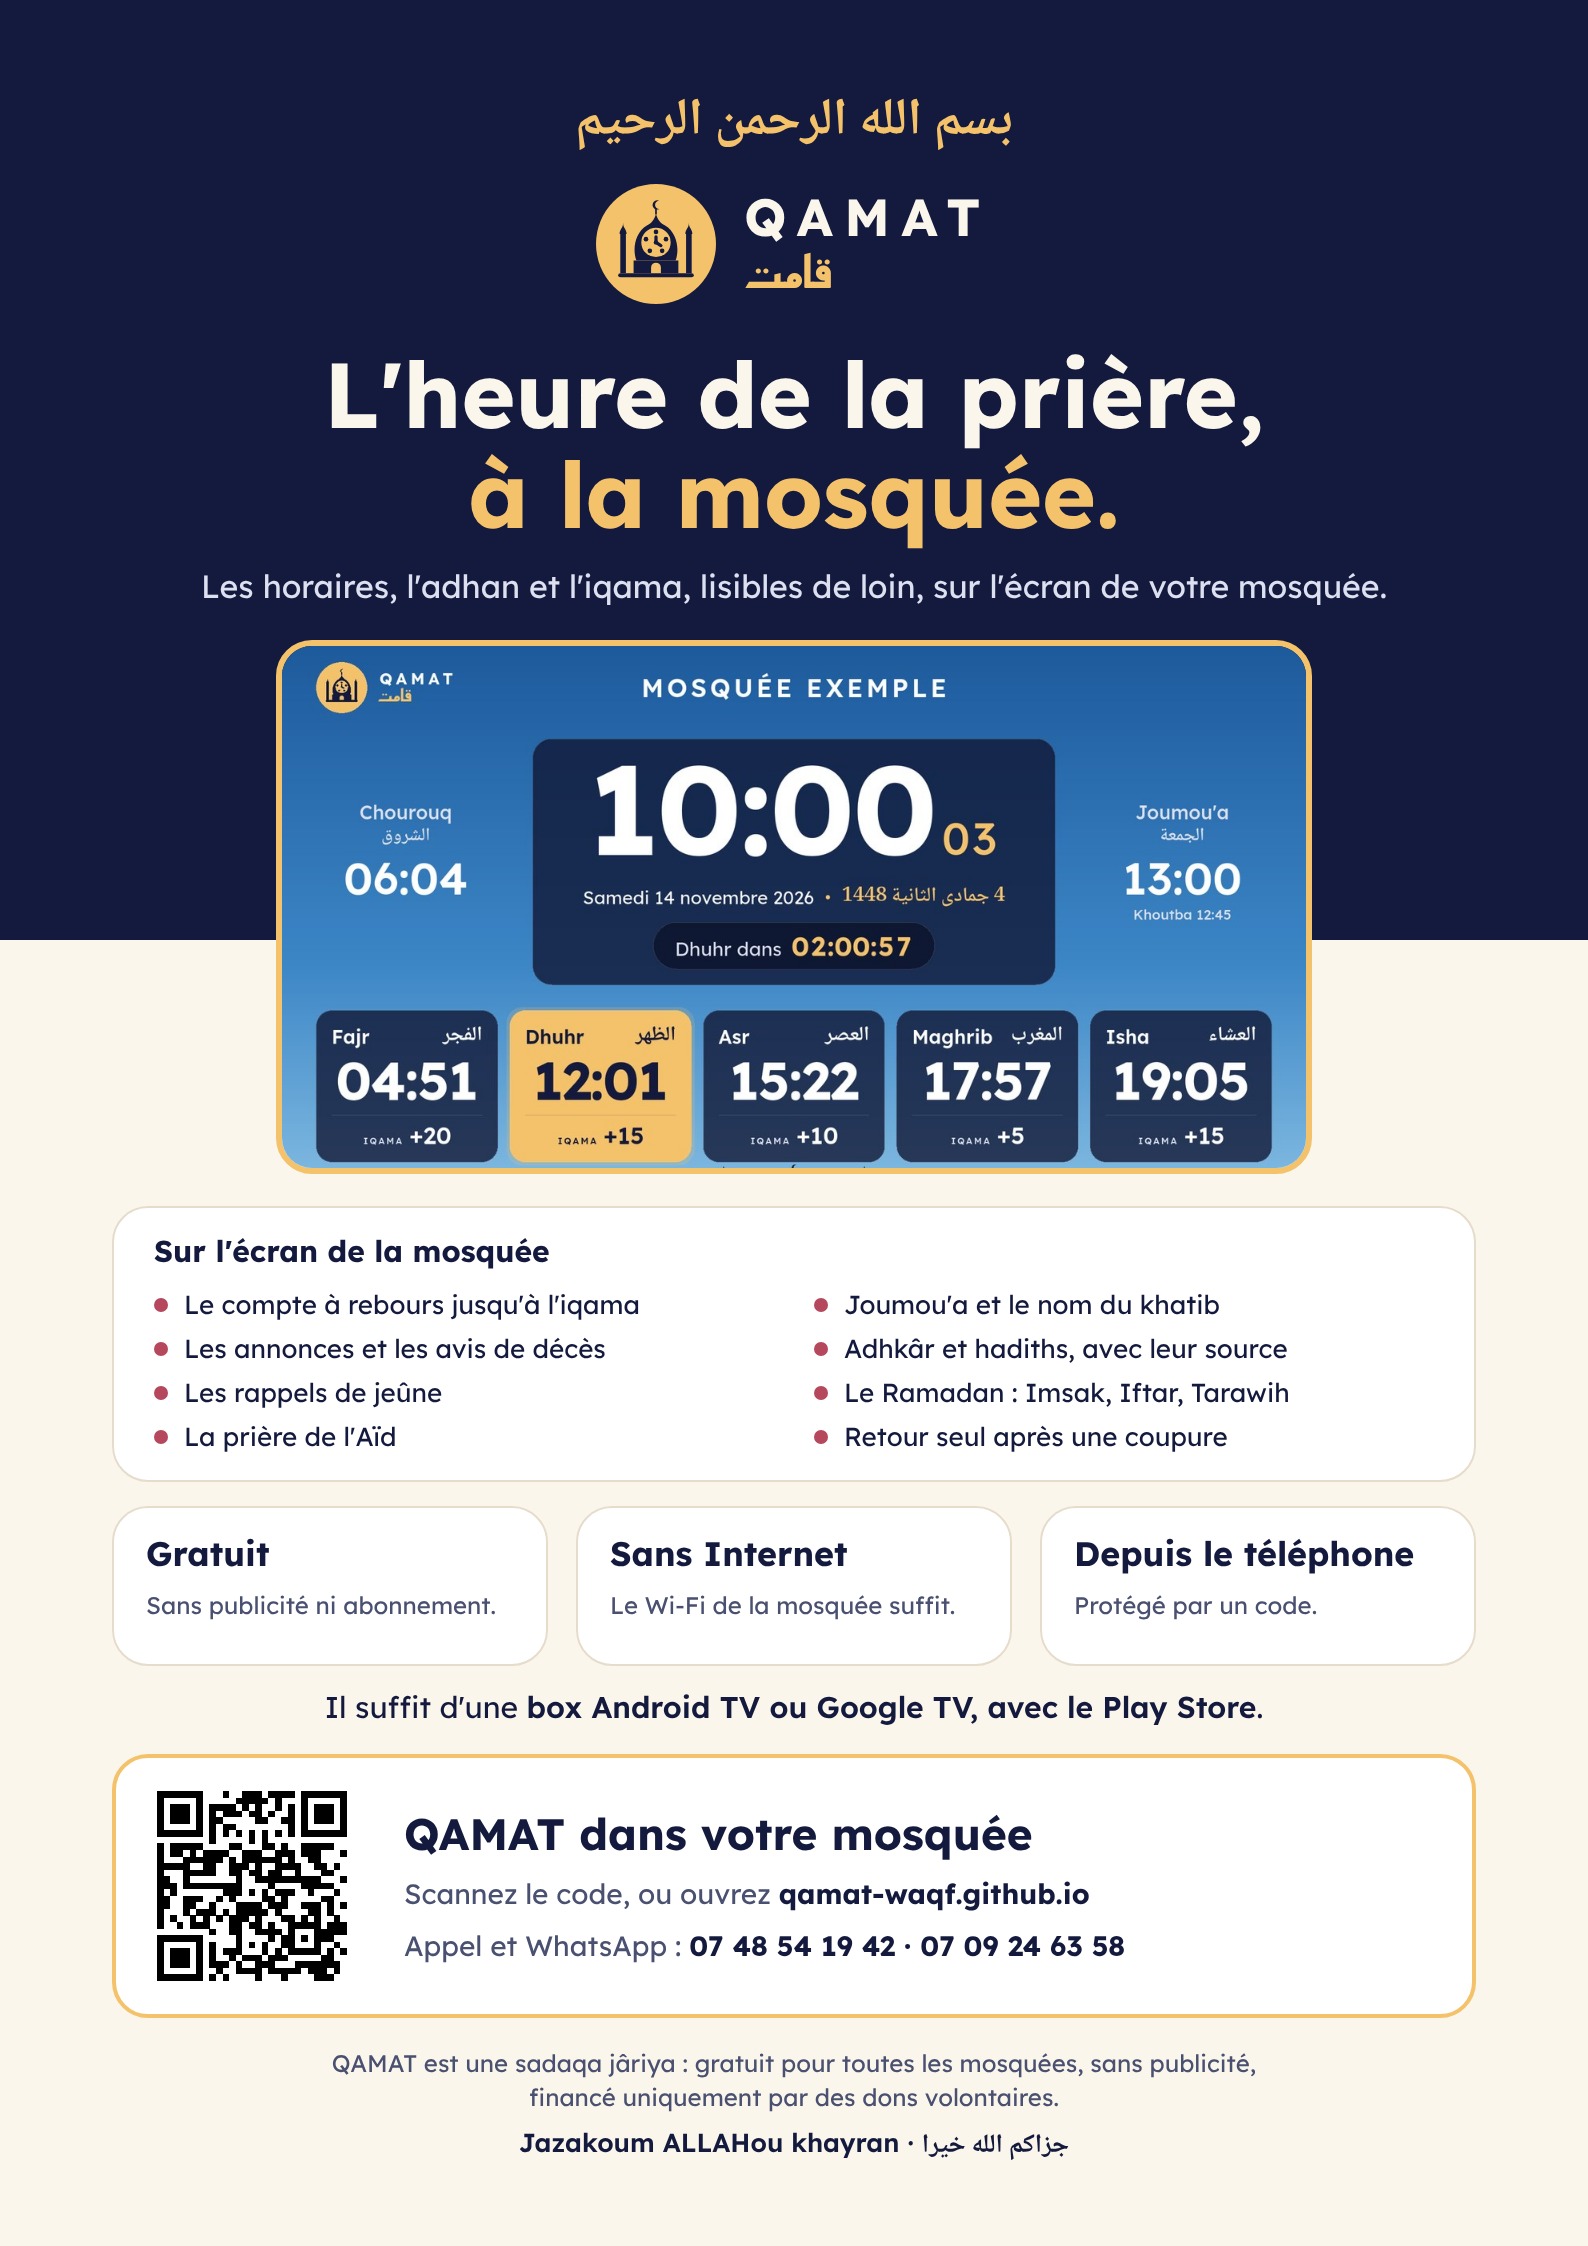 بسم الله الرحمن الرحيم
QAMAT
قامت
L'heure de la prière,
à la mosquée.
Les horaires, l'adhan et l'iqama, lisibles de loin, sur l'écran de votre mosquée.
QAMAT
قامت
MOSQUÉE EXEMPLE
10:00 03
Samedi 14 novembre 2026 • 4 جمادى الثانية 1448
Dhuhr dans 02:00:57
Chourouq
الشروق
06:04
Joumou'a
الجمعة
13:00
Khoutba 12:45
Fajr الفجر
04:51
IQAMA +20
Dhuhr الظهر
12:01
IQAMA +15
Asr العصر
15:22
IQAMA +10
Maghrib المغرب
17:57
IQAMA +5
Isha العشاء
19:05
IQAMA +15
Sur l'écran de la mosquée
Le compte à rebours jusqu'à l'iqama
Les annonces et les avis de décès
Les rappels de jeûne
La prière de l'Aïd
Joumou'a et le nom du khatib
Adhkâr et hadiths, avec leur source
Le Ramadan : Imsak, Iftar, Tarawih
Retour seul après une coupure
Gratuit
Sans publicité ni abonnement.
Sans Internet
Le Wi-Fi de la mosquée suffit.
Depuis le téléphone
Protégé par un code.
Il suffit d'une box Android TV ou Google TV, avec le Play Store.
QAMAT dans votre mosquée
Scannez le code, ou ouvrez qamat-waqf.github.io
Appel et WhatsApp : 07 48 54 19 42 · 07 09 24 63 58
QAMAT est une sadaqa jâriya : gratuit pour toutes les mosquées, sans publicité,
financé uniquement par des dons volontaires.
Jazakoum ALLAHou khayran · جزاكم الله خيرا